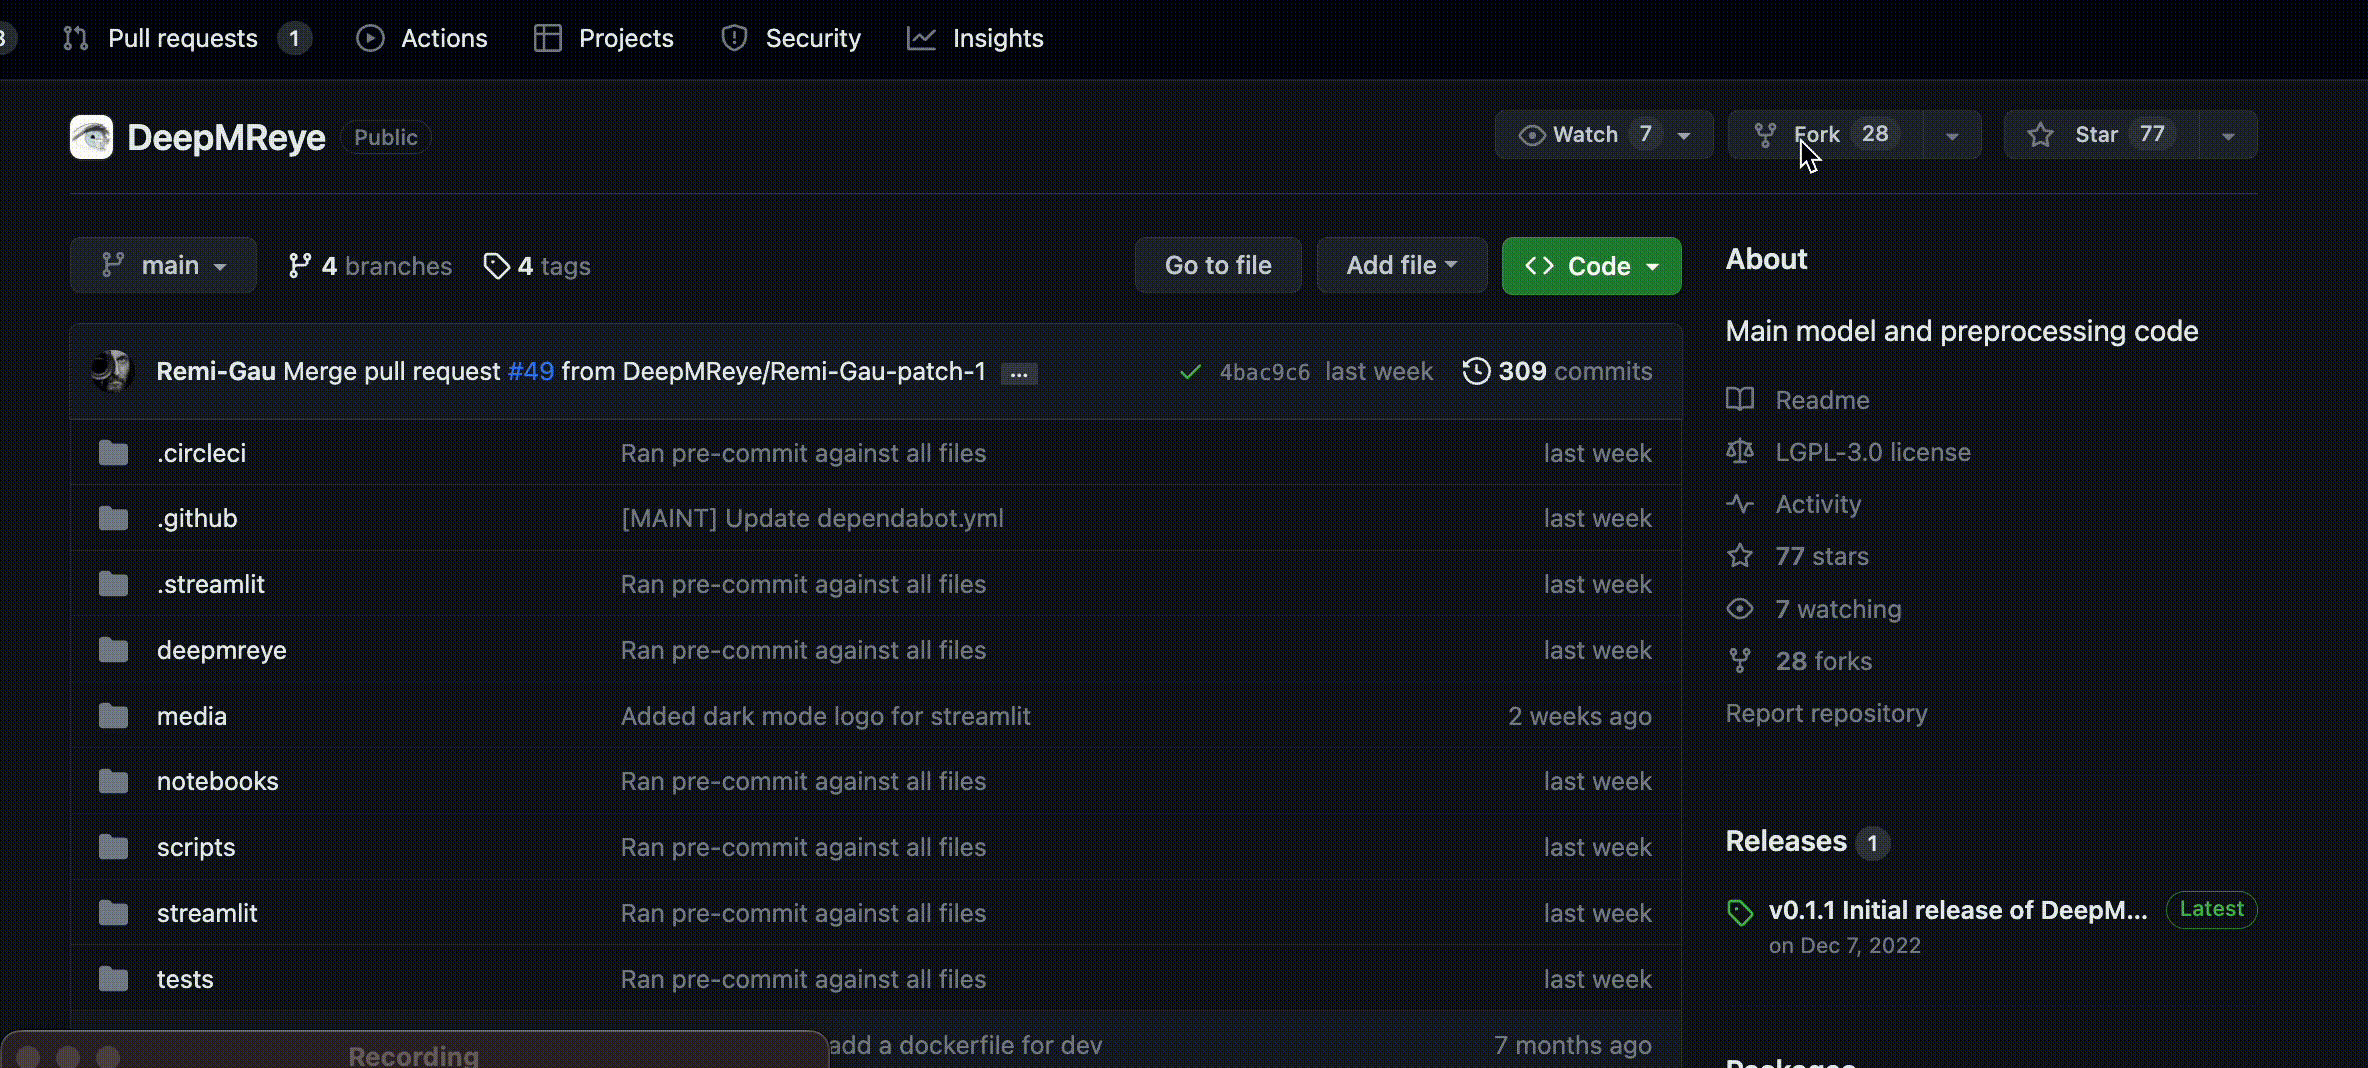 Pull requests 1 Actions Projects Security Insights
DeepMReye Public
Watch 7 Fork 28 Star 77
main 4 branches 4 tags Go to file Add file Code
Remi-Gau Merge pull request #49 from DeepMReye/Remi-Gau-patch-1 ... 4bac9c6 last week 309 commits
.circleci Ran pre-commit against all files last week
.github [MAINT] Update dependabot.yml last week
.streamlit Ran pre-commit against all files last week
deepmreye Ran pre-commit against all files last week
media Added dark mode logo for streamlit 2 weeks ago
notebooks Ran pre-commit against all files last week
scripts Ran pre-commit against all files last week
streamlit Ran pre-commit against all files last week
tests Ran pre-commit against all files last week
add a dockerfile for dev 7 months ago
Recording
About
Main model and preprocessing code
Readme
LGPL-3.0 license
Activity
77 stars
7 watching
28 forks
Report repository
Releases 1
v0.1.1 Initial release of DeepM... Latest
on Dec 7, 2022